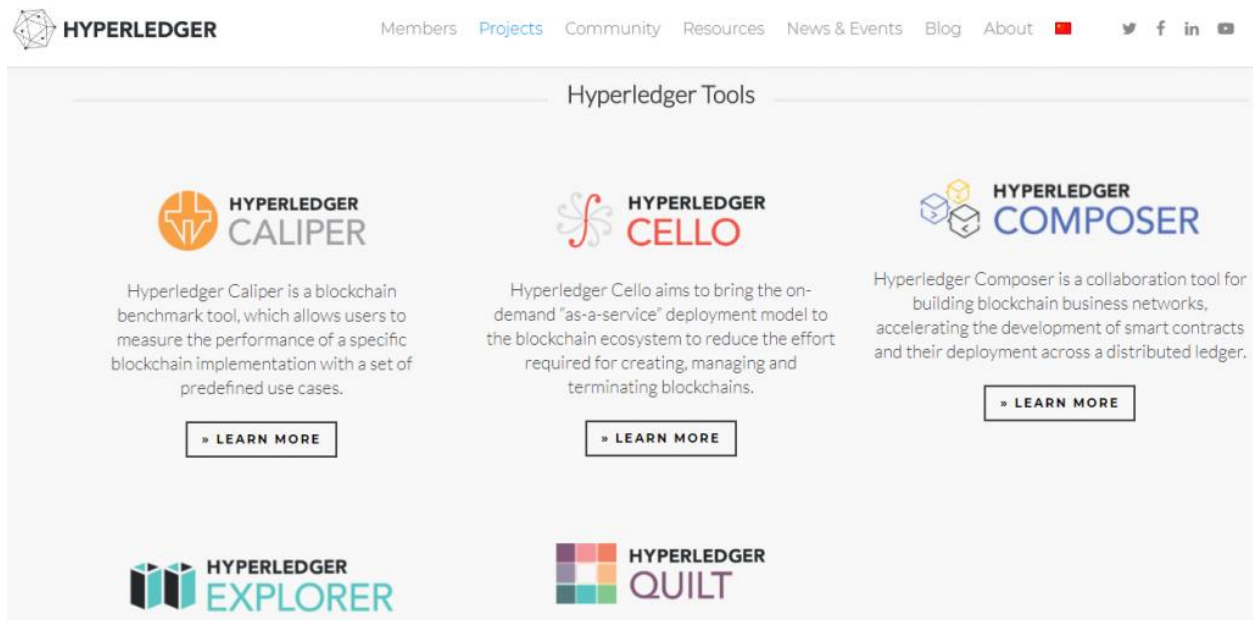 HYPERLEDGER
Members Projects Community Resources News & Events Blog About
Hyperledger Tools
HYPERLEDGER
CALIPER
Hyperledger Caliper is a blockchain
benchmark tool, which allows users to
measure the performance of a specific
blockchain implementation with a set of
predefined use cases.
» LEARN MORE
HYPERLEDGER
CELLO
Hyperledger Cello aims to bring the on-
demand "as-a-service" deployment model to
the blockchain ecosystem to reduce the effort
required for creating, managing and
terminating blockchains.
» LEARN MORE
HYPERLEDGER
COMPOSER
Hyperledger Composer is a collaboration tool for
building blockchain business networks,
accelerating the development of smart contracts
and their deployment across a distributed ledger.
» LEARN MORE
HYPERLEDGER
EXPLORER
HYPERLEDGER
QUILT